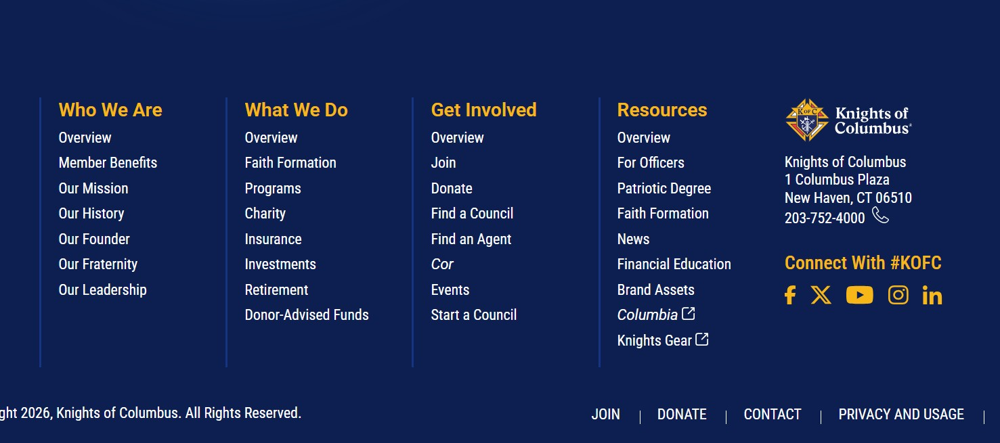 Who We Are
Overview
Member Benefits
Our Mission
Our History
Our Founder
Our Fraternity
Our Leadership
What We Do
Overview
Faith Formation
Programs
Charity
Insurance
Investments
Retirement
Donor-Advised Funds
Get Involved
Overview
Join
Donate
Find a Council
Find an Agent
Cor
Events
Start a Council
Resources
Overview
For Officers
Patriotic Degree
Faith Formation
News
Financial Education
Brand Assets
Columbia
Knights Gear
K OF C
Knights of
Columbus®
Knights of Columbus
1 Columbus Plaza
New Haven, CT 06510
203-752-4000
Connect With #KOFC
ght 2026, Knights of Columbus. All Rights Reserved.
JOIN | DONATE | CONTACT | PRIVACY AND USAGE |